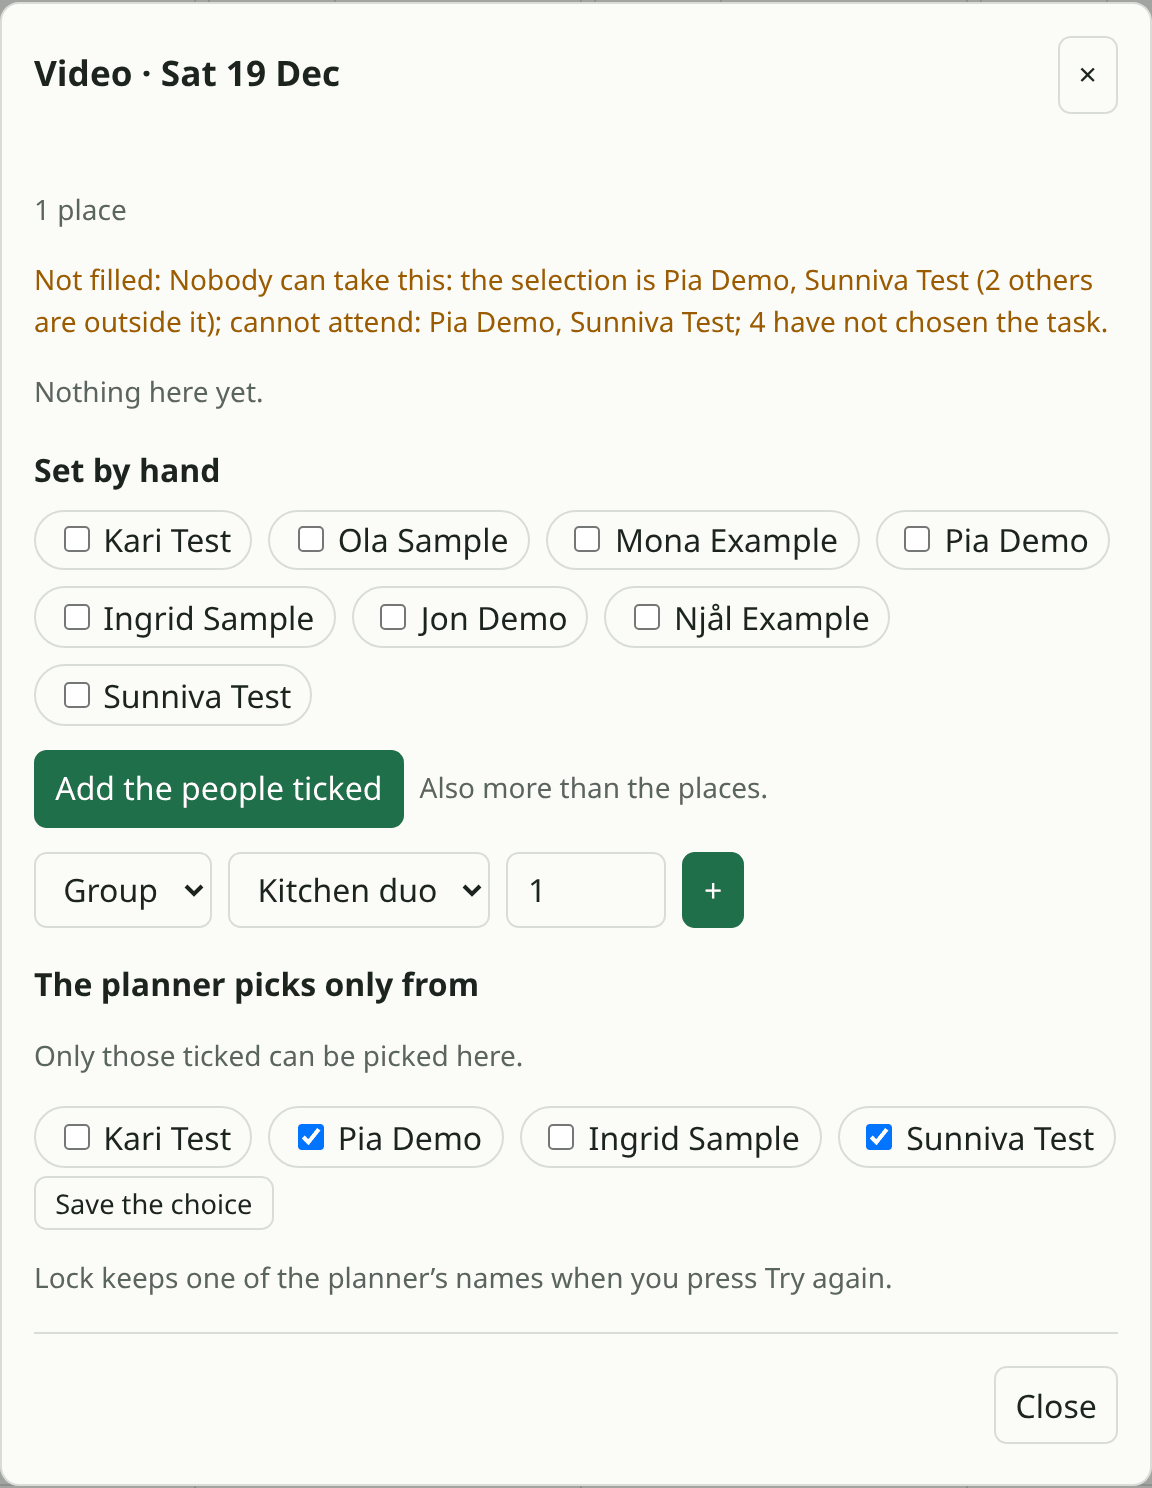 Video · Sat 19 Dec
×
1 place
Not filled: Nobody can take this: the selection is Pia Demo, Sunniva Test (2 others
are outside it); cannot attend: Pia Demo, Sunniva Test; 4 have not chosen the task.
Nothing here yet.
Set by hand
Kari Test Ola Sample Mona Example Pia Demo
Ingrid Sample Jon Demo Njål Example
Sunniva Test
Add the people ticked Also more than the places.
Group Kitchen duo 1 +
The planner picks only from
Only those ticked can be picked here.
Kari Test Pia Demo Ingrid Sample Sunniva Test
Save the choice
Lock keeps one of the planner’s names when you press Try again.
Close